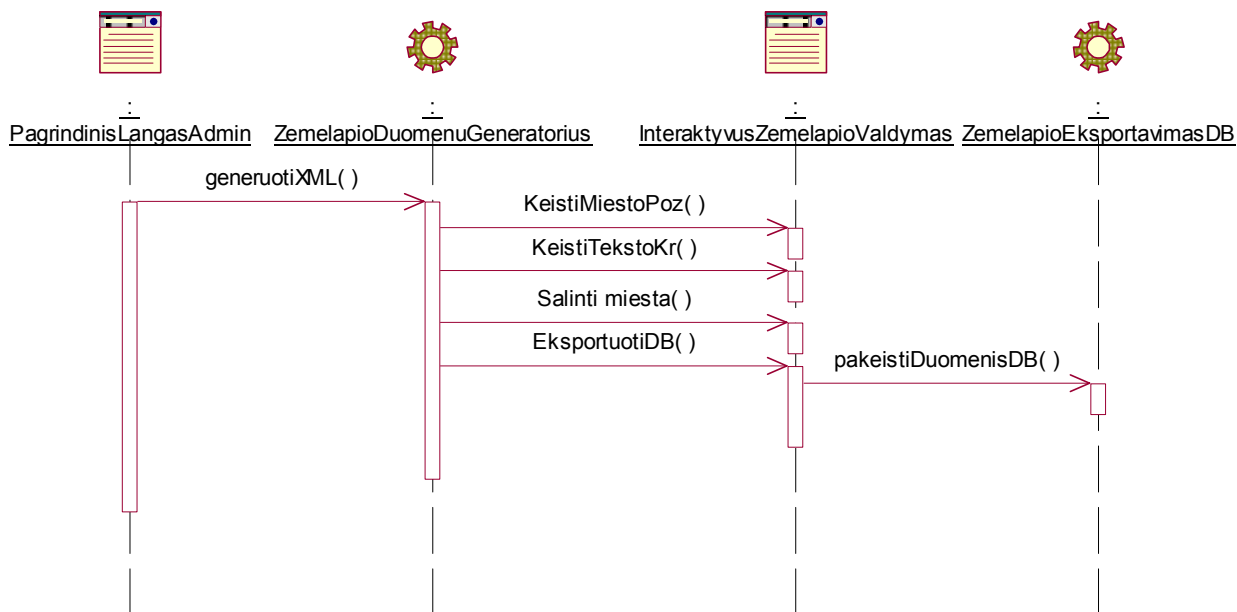 : : : :
PagrindinisLangasAdmin ZemelapioDuomenuGeneratorius InteraktyvusZemelapioValdymas ZemelapioEksportavimasDB
generuotiXML( )
KeistiMiestoPoz( )
KeistiTekstoKr( )
Salinti miesta( )
EksportuotiDB( )
pakeistiDuomenisDB( )